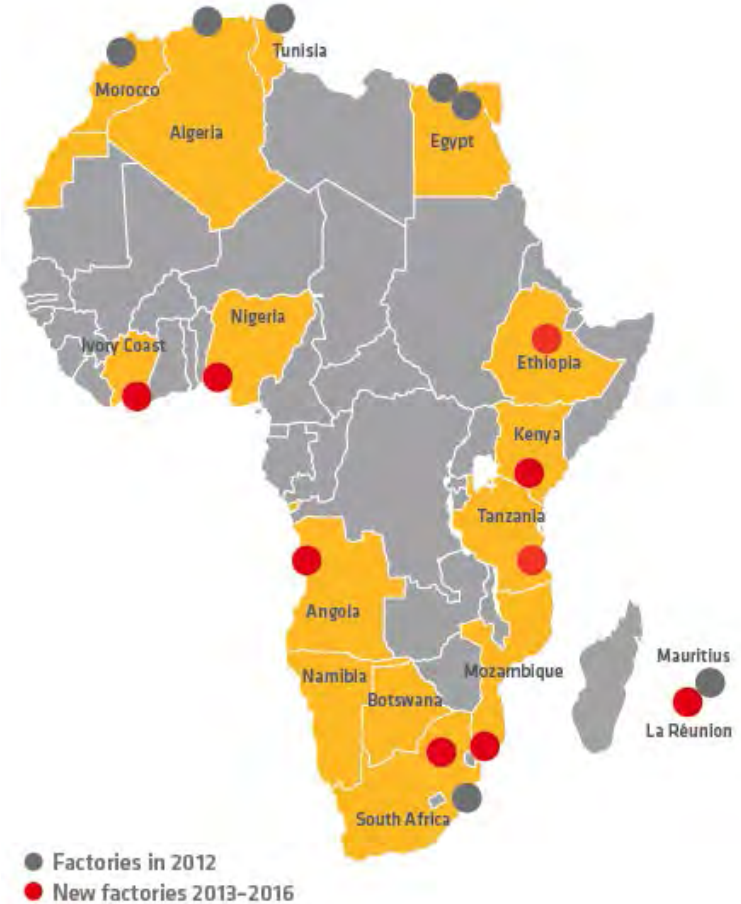 Tunisia
Morocco
Algeria
Egypt
Nigeria
Ivory Coast
Ethiopia
Kenya
Tanzania
Angola
Mauritius
Namibia
Mozambique
Botswana
La Réunion
South Africa
Factories in 2012
New factories 2013–2016